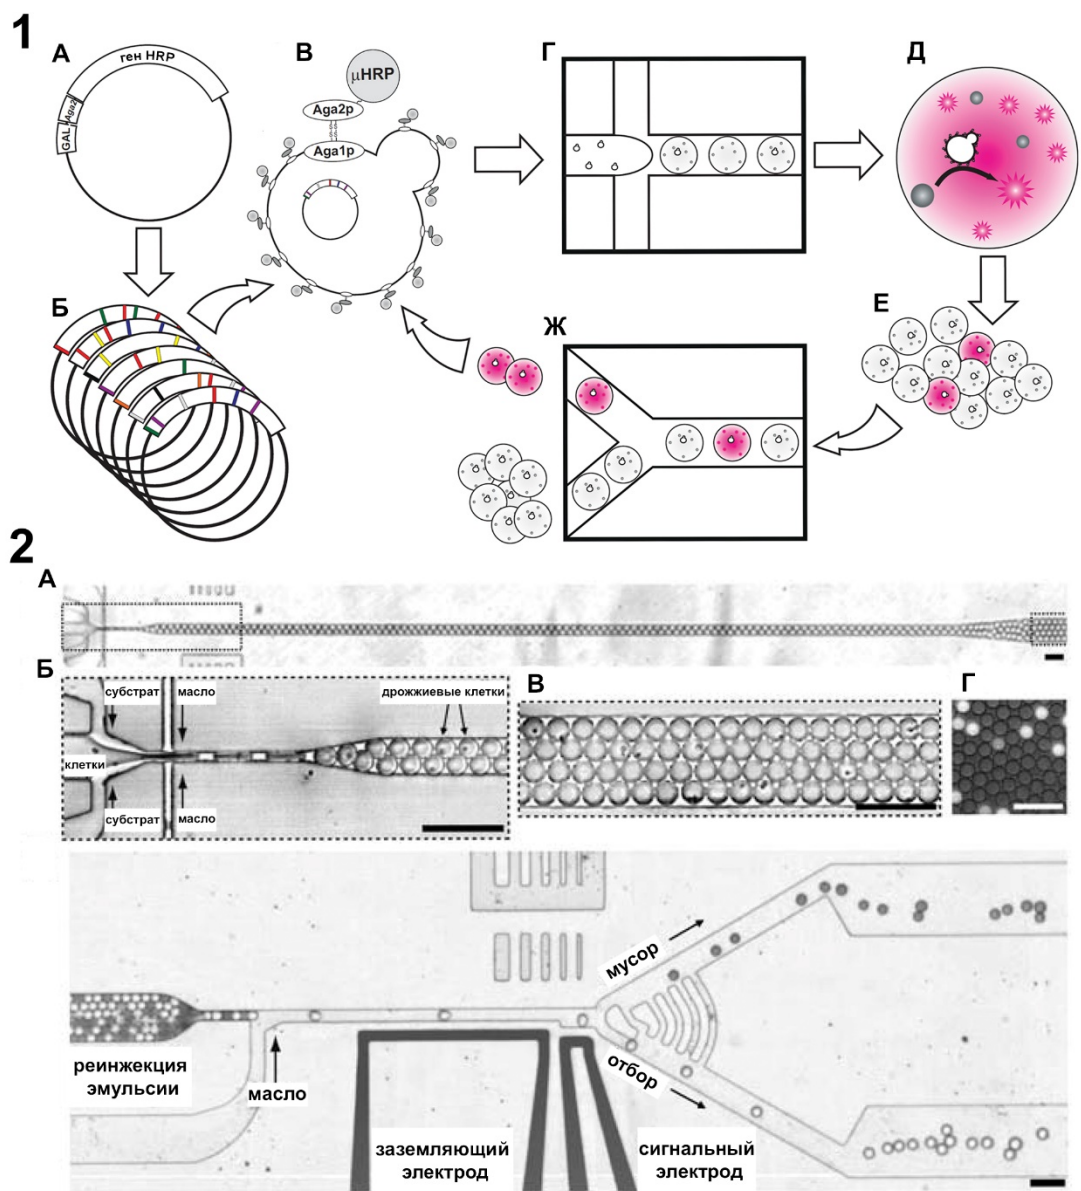 1
А
ген HRP
Aga2
GAL
Б
В
µHRP
Aga2p
Aga1p
Г
Д
Е
Ж
2
А
Б
субстрат
масло
дрожжиевые клетки
клетки
субстрат
масло
В
Г
мусор
реинжекция
эмульсии
масло
отбор
заземляющий
электрод
сигнальный
электрод